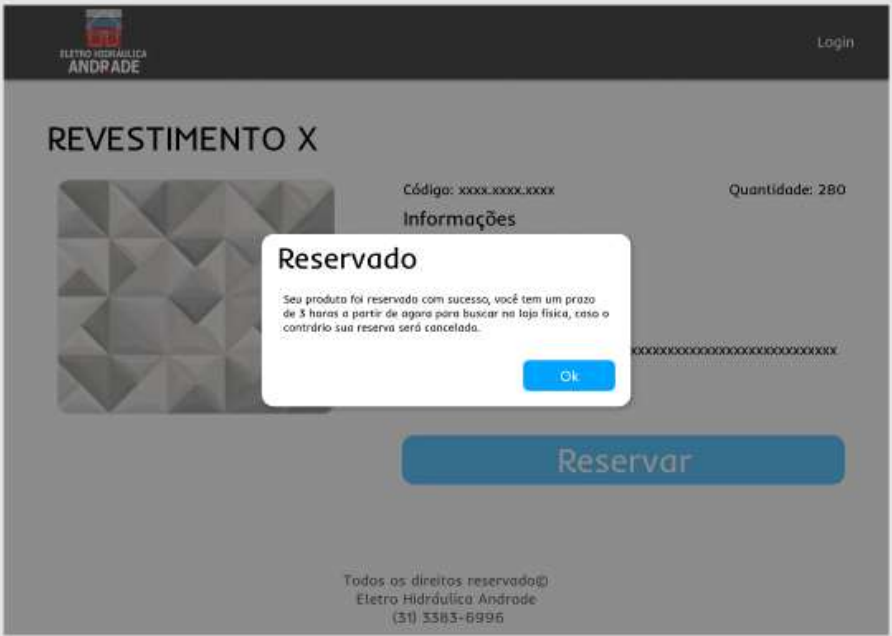 ELETRO HIDRÁULICA
ANDRADE
Login
REVESTIMENTO X
Código: xxxx.xxxx.xxxx
Quantidade: 280
Informações
Reservado
Seu produto foi reservado com sucesso, você tem um prazo
de 3 horas a partir de agora para buscar na loja física, caso o
contrário sua reserva será cancelada.
xxxxxxxxxxxxxxxxxxxxxxxxxxxx
Ok
Reservar
Todos os direitos reservado©
Eletro Hidráulica Andrade
(31) 3383-6996